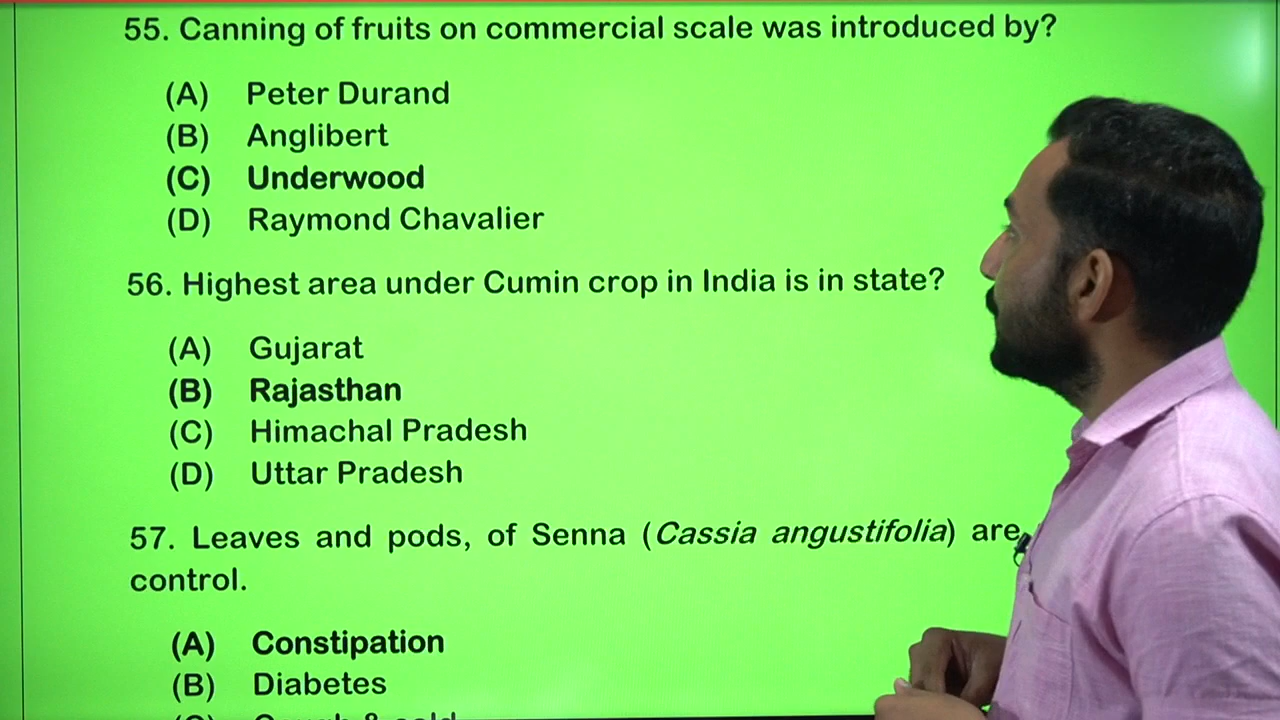 55. Canning of fruits on commercial scale was introduced by?
(A) Peter Durand
(B) Anglibert
(C) Underwood
(D) Raymond Chavalier
56. Highest area under Cumin crop in India is in state?
(A) Gujarat
(B) Rajasthan
(C) Himachal Pradesh
(D) Uttar Pradesh
57. Leaves and pods, of Senna (Cassia angustifolia) are
control.
(A) Constipation
(B) Diabetes